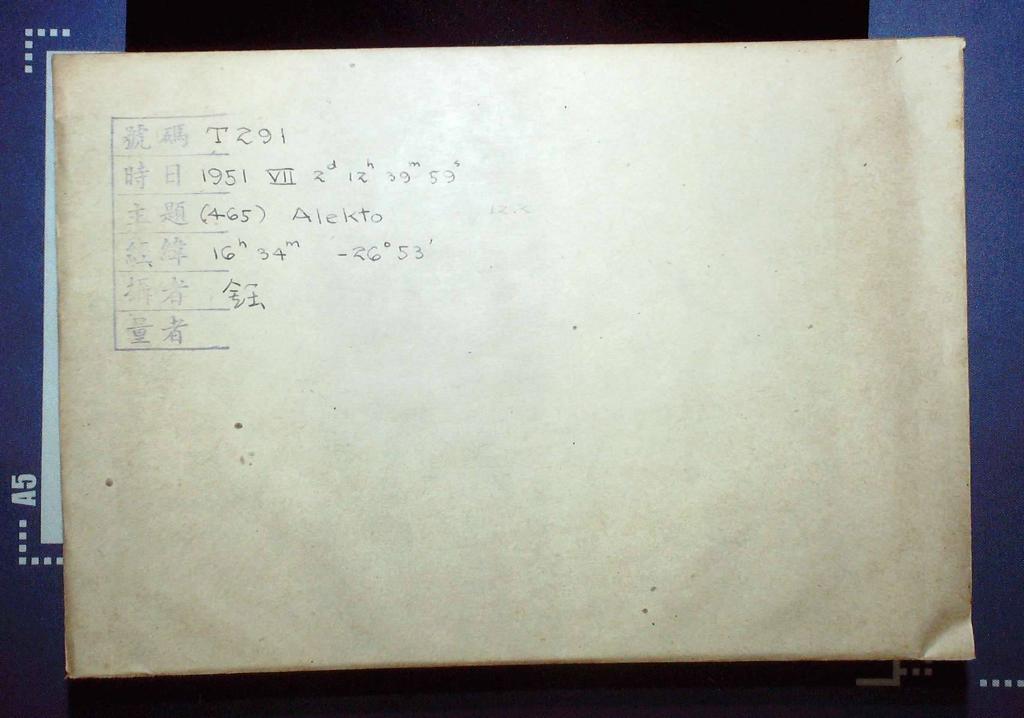 號碼 T291
時日 1951 VII 2ᵈ 12ʰ 39ᵐ 59ˢ
主題 (465) Alekto
經緯 16ʰ 34ᵐ -26° 53'
攝者 鈺
量者
A5